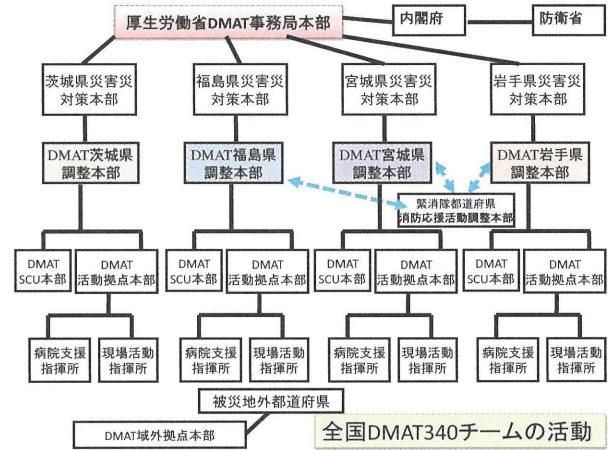 厚生労働省DMAT事務局本部
内閣府
防衛省
茨城県災害災
対策本部
福島県災害災
対策本部
宮城県災害災
対策本部
岩手県災害災
対策本部
DMAT茨城県
調整本部
DMAT福島県
調整本部
DMAT宮城県
調整本部
DMAT岩手県
調整本部
緊消隊都道府県
消防応援活動調整本部
DMAT
SCU本部
DMAT
活動拠点本部
DMAT
SCU本部
DMAT
活動拠点本部
DMAT
SCU本部
DMAT
活動拠点本部
DMAT
SCU本部
DMAT
活動拠点本部
病院支援
指揮所
現場活動
指揮所
病院支援
指揮所
現場活動
指揮所
病院支援
指揮所
現場活動
指揮所
病院支援
指揮所
現場活動
指揮所
被災地外都道府県
DMAT域外拠点本部
全国DMAT340チームの活動